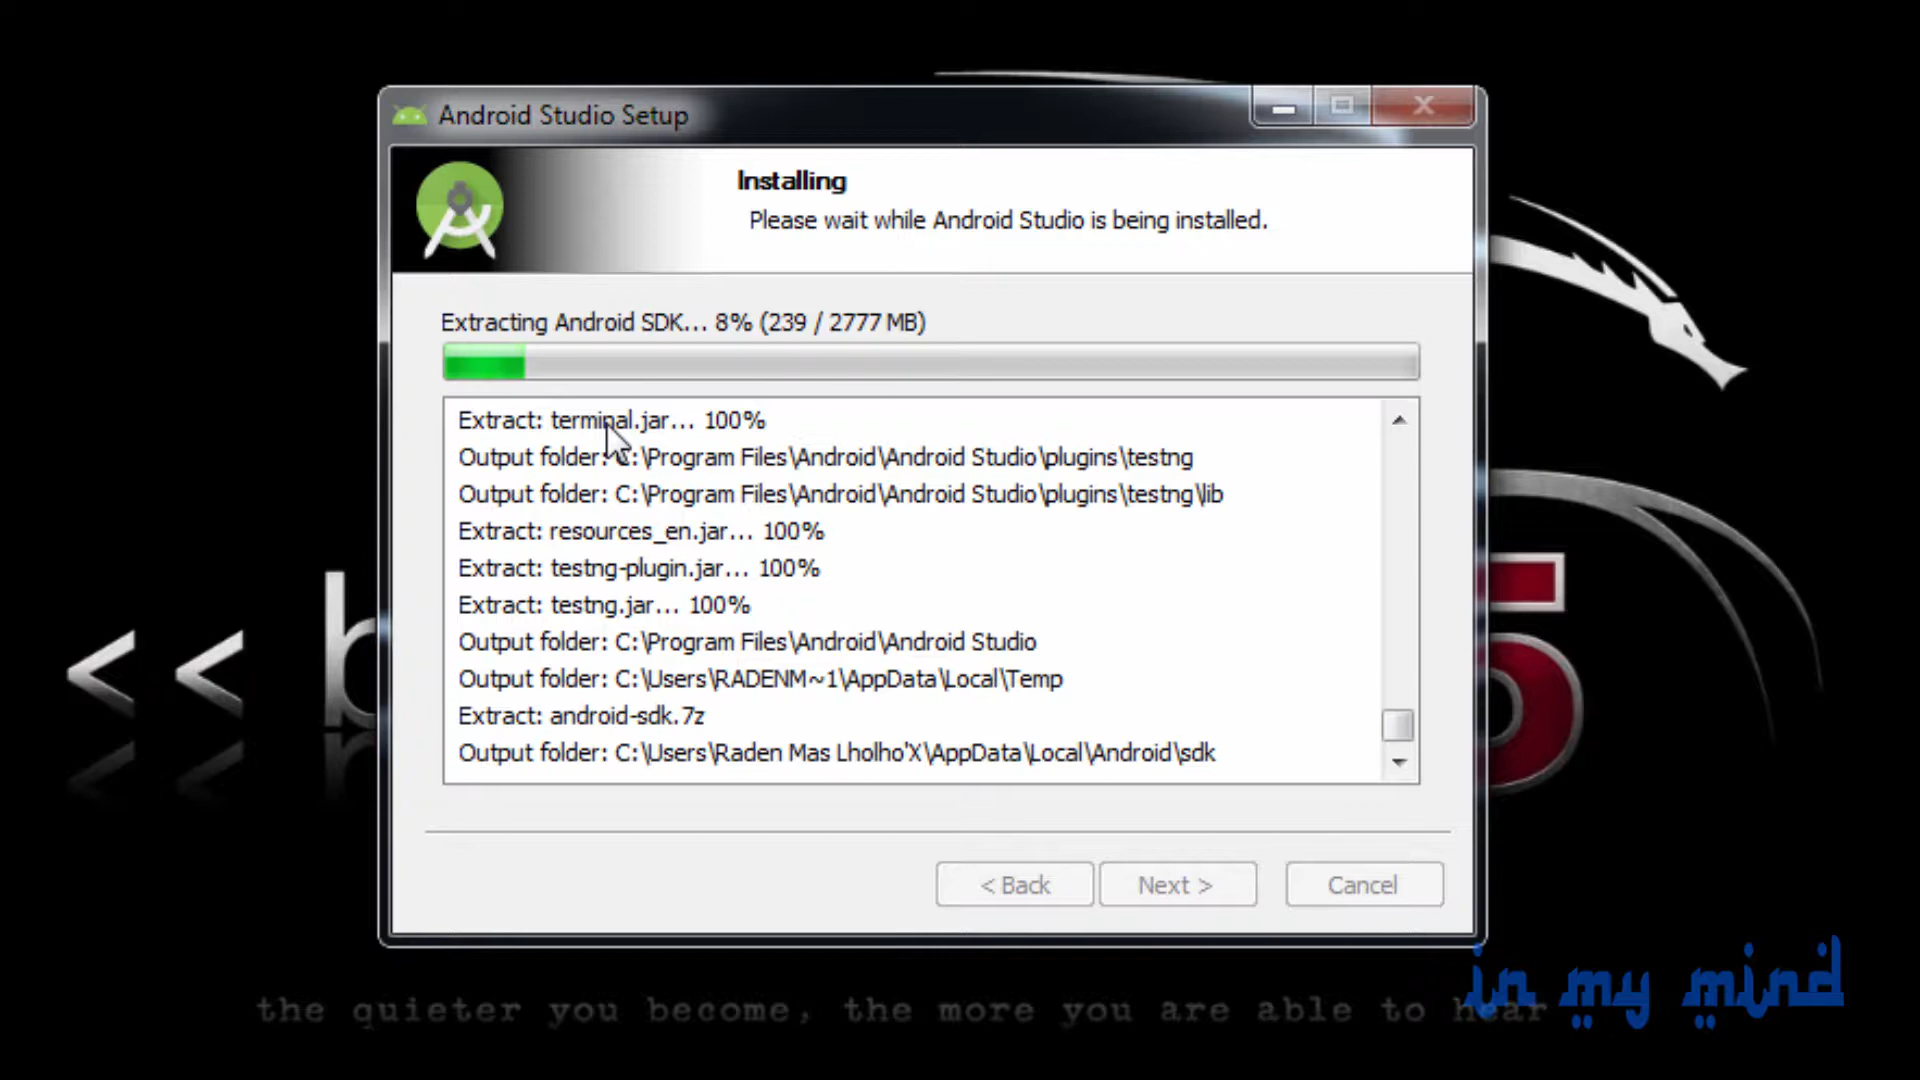 Android Studio Setup
Installing
Please wait while Android Studio is being installed.
Extracting Android SDK... 8% (239 / 2777 MB)
Extract: terminal.jar... 100%
Output folder: C:\Program Files\Android\Android Studio\plugins\testng
Output folder: C:\Program Files\Android\Android Studio\plugins\testng\lib
Extract: resources_en.jar... 100%
Extract: testng-plugin.jar... 100%
Extract: testng.jar... 100%
Output folder: C:\Program Files\Android\Android Studio
Output folder: C:\Users\RADENM~1\AppData\Local\Temp
Extract: android-sdk.7z
Output folder: C:\Users\Raden Mas Lholho'X\AppData\Local\Android\sdk
< Back Next > Cancel
<< b 5
in my mind
the quieter you become, the more you are able to hear